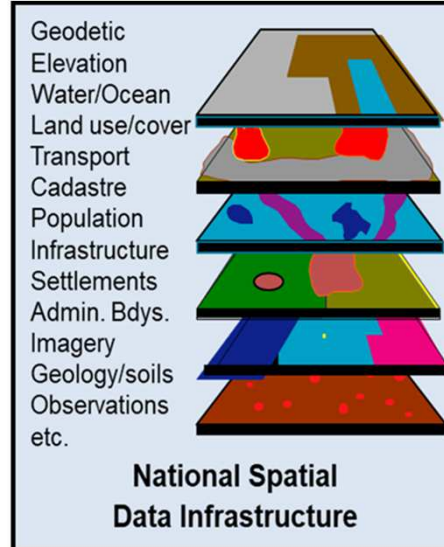 Geodetic
Elevation
Water/Ocean
Land use/cover
Transport
Cadastre
Population
Infrastructure
Settlements
Admin. Bdys.
Imagery
Geology/soils
Observations
etc.
National Spatial
Data Infrastructure